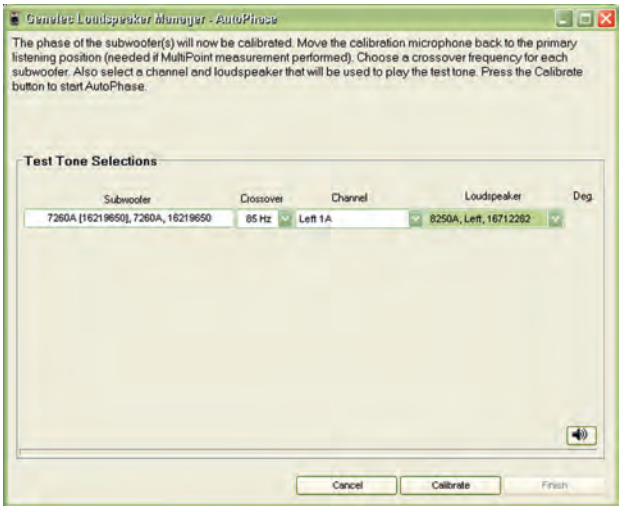 Genelec Loudspeaker Manager - AutoPhase
The phase of the subwoofer(s) will now be calibrated. Move the calibration microphone back to the primary
listening position (needed if MultiPoint measurement performed). Choose a crossover frequency for each
subwoofer. Also select a channel and loudspeaker that will be used to play the test tone. Press the Calibrate
button to start AutoPhase.
Test Tone Selections
Subwoofer Crossover Channel Loudspeaker Deg.
7260A [16219650], 7260A, 16219650 85 Hz Left 1A 8250A, Left, 16712262
Cancel Calibrate Finish